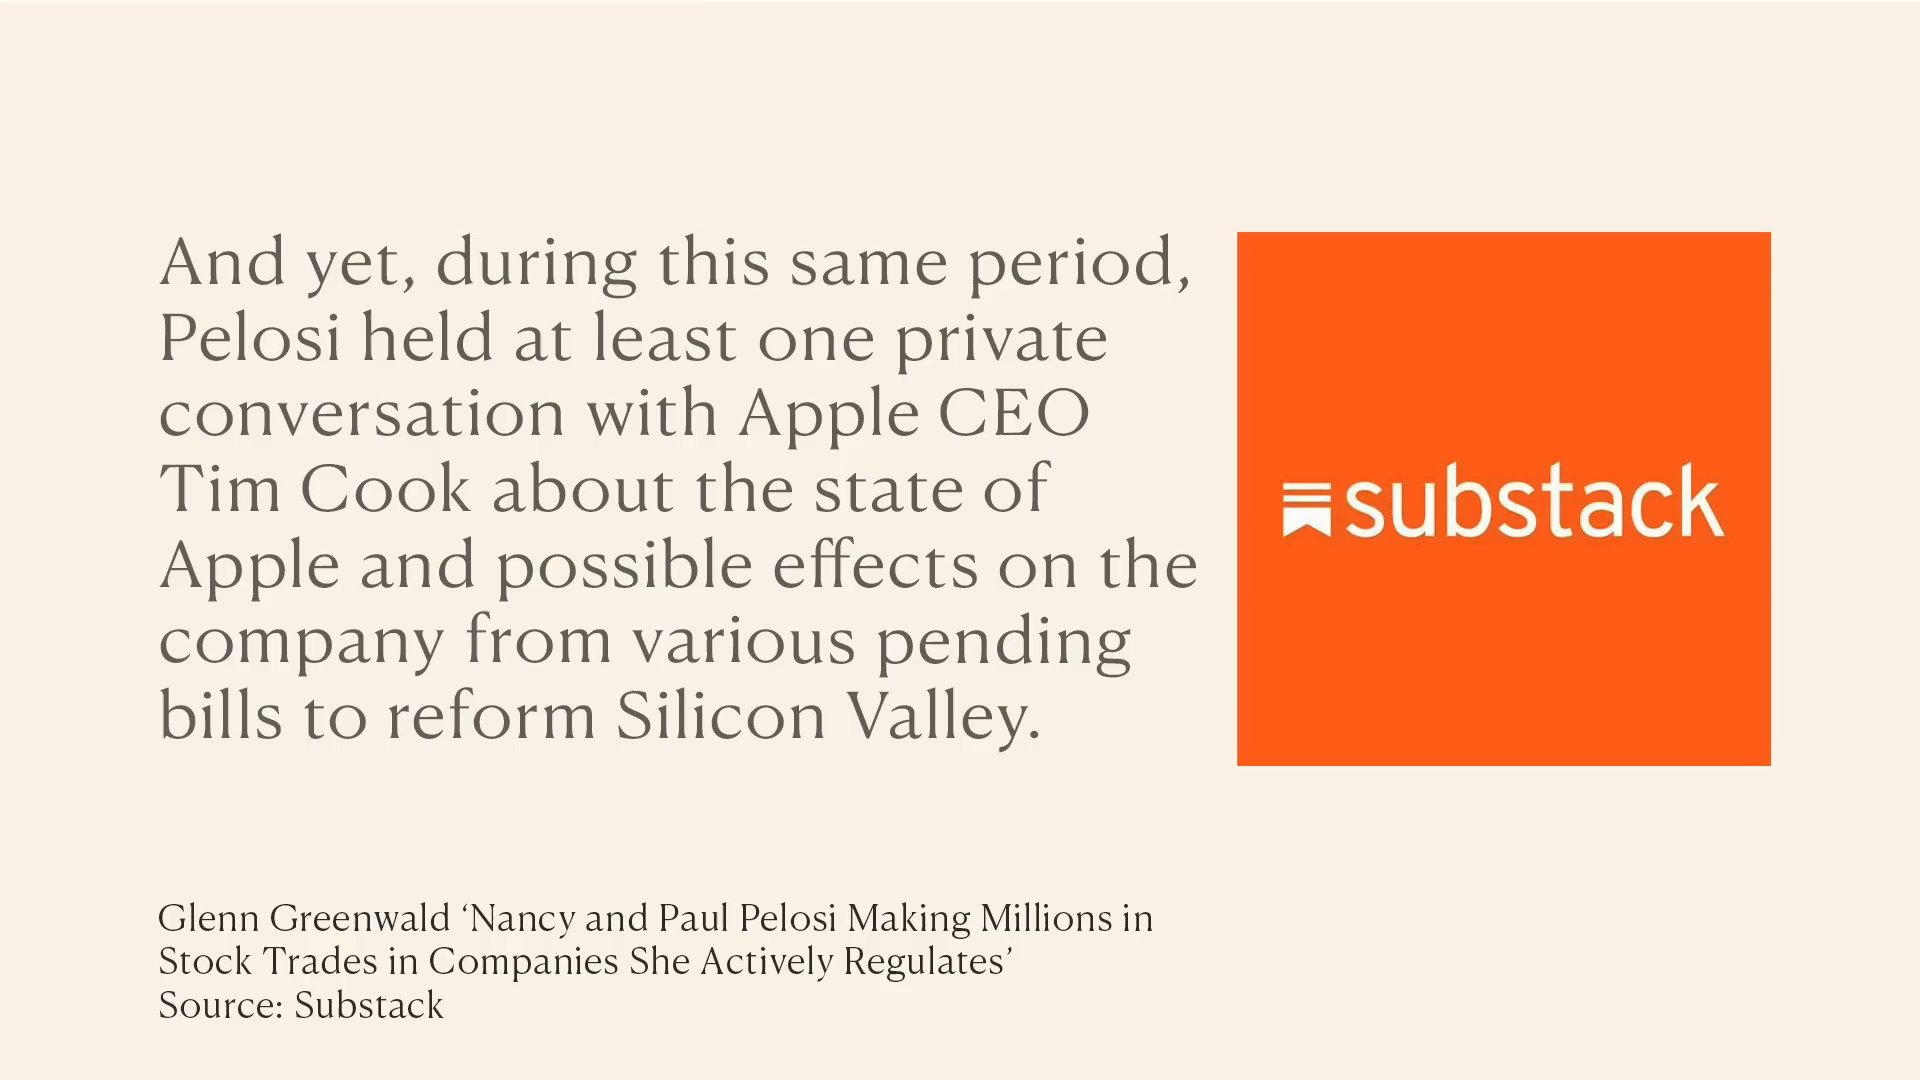 And yet, during this same period,
Pelosi held at least one private
conversation with Apple CEO
Tim Cook about the state of
Apple and possible effects on the
company from various pending
bills to reform Silicon Valley.
substack
Glenn Greenwald ‘Nancy and Paul Pelosi Making Millions in
Stock Trades in Companies She Actively Regulates’
Source: Substack